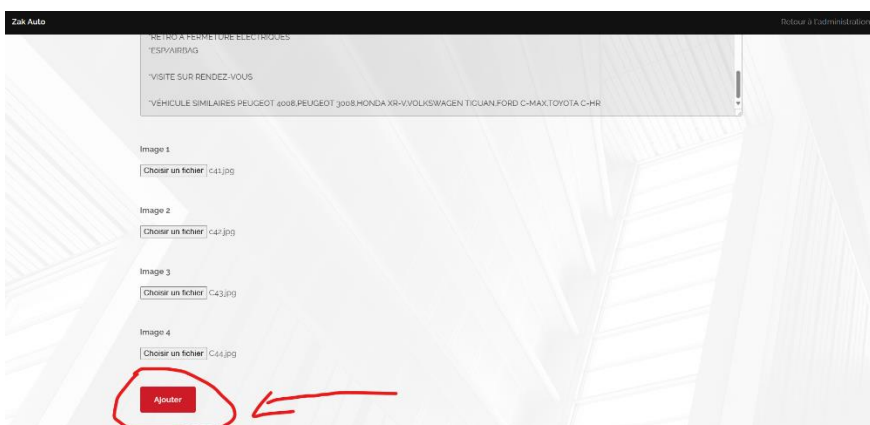 Zak Auto
Retour à l'administration
*RETRO A FERMETURE ELECTRIQUES
*ESP/AIRBAG
*VISITE SUR RENDEZ-VOUS
*VÉHICULE SIMILAIRES PEUGEOT 4008,PEUGEOT 3008,HONDA XR-V,VOLKSWAGEN TIGUAN,FORD C-MAX,TOYOTA C-HR
Image 1
Choisir un fichier c41.jpg
Image 2
Choisir un fichier c42.jpg
Image 3
Choisir un fichier C43.jpg
Image 4
Choisir un fichier C44.jpg
Ajouter